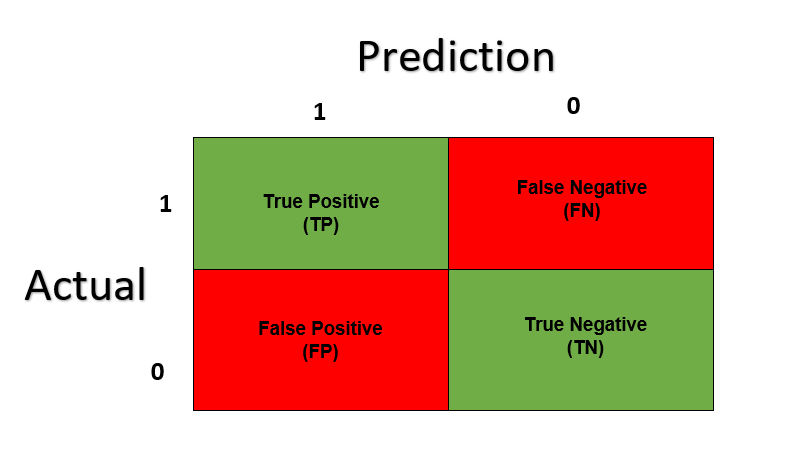 Prediction
1
0
1
True Positive
(TP)
False Negative
(FN)
Actual
False Positive
(FP)
True Negative
(TN)
0